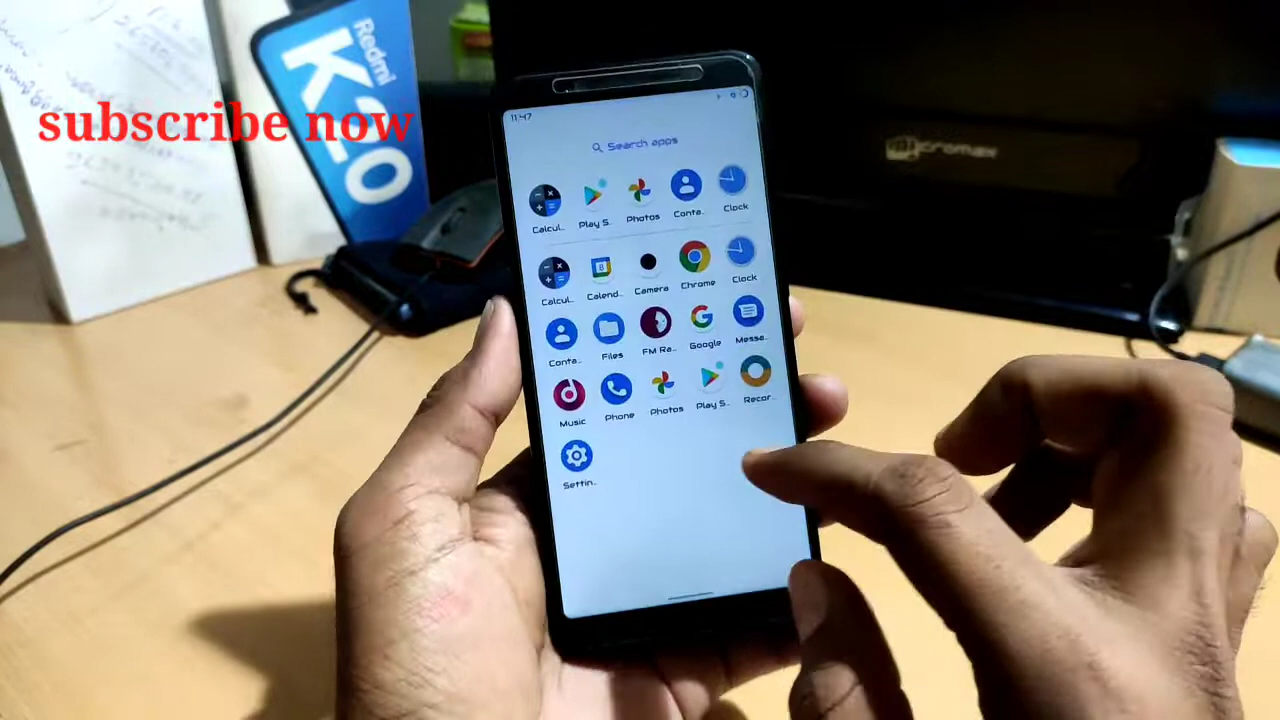 Redmi
K20
subscribe now
micromax
11:47
Search apps
Calcul..
Play S..
Photos
Conta..
Clock
Calcul..
Calend..
Camera
Chrome
Clock
Conta..
Files
FM Ra..
Google
Messa..
Music
Phone
Photos
Play S..
Recor..
Settin..